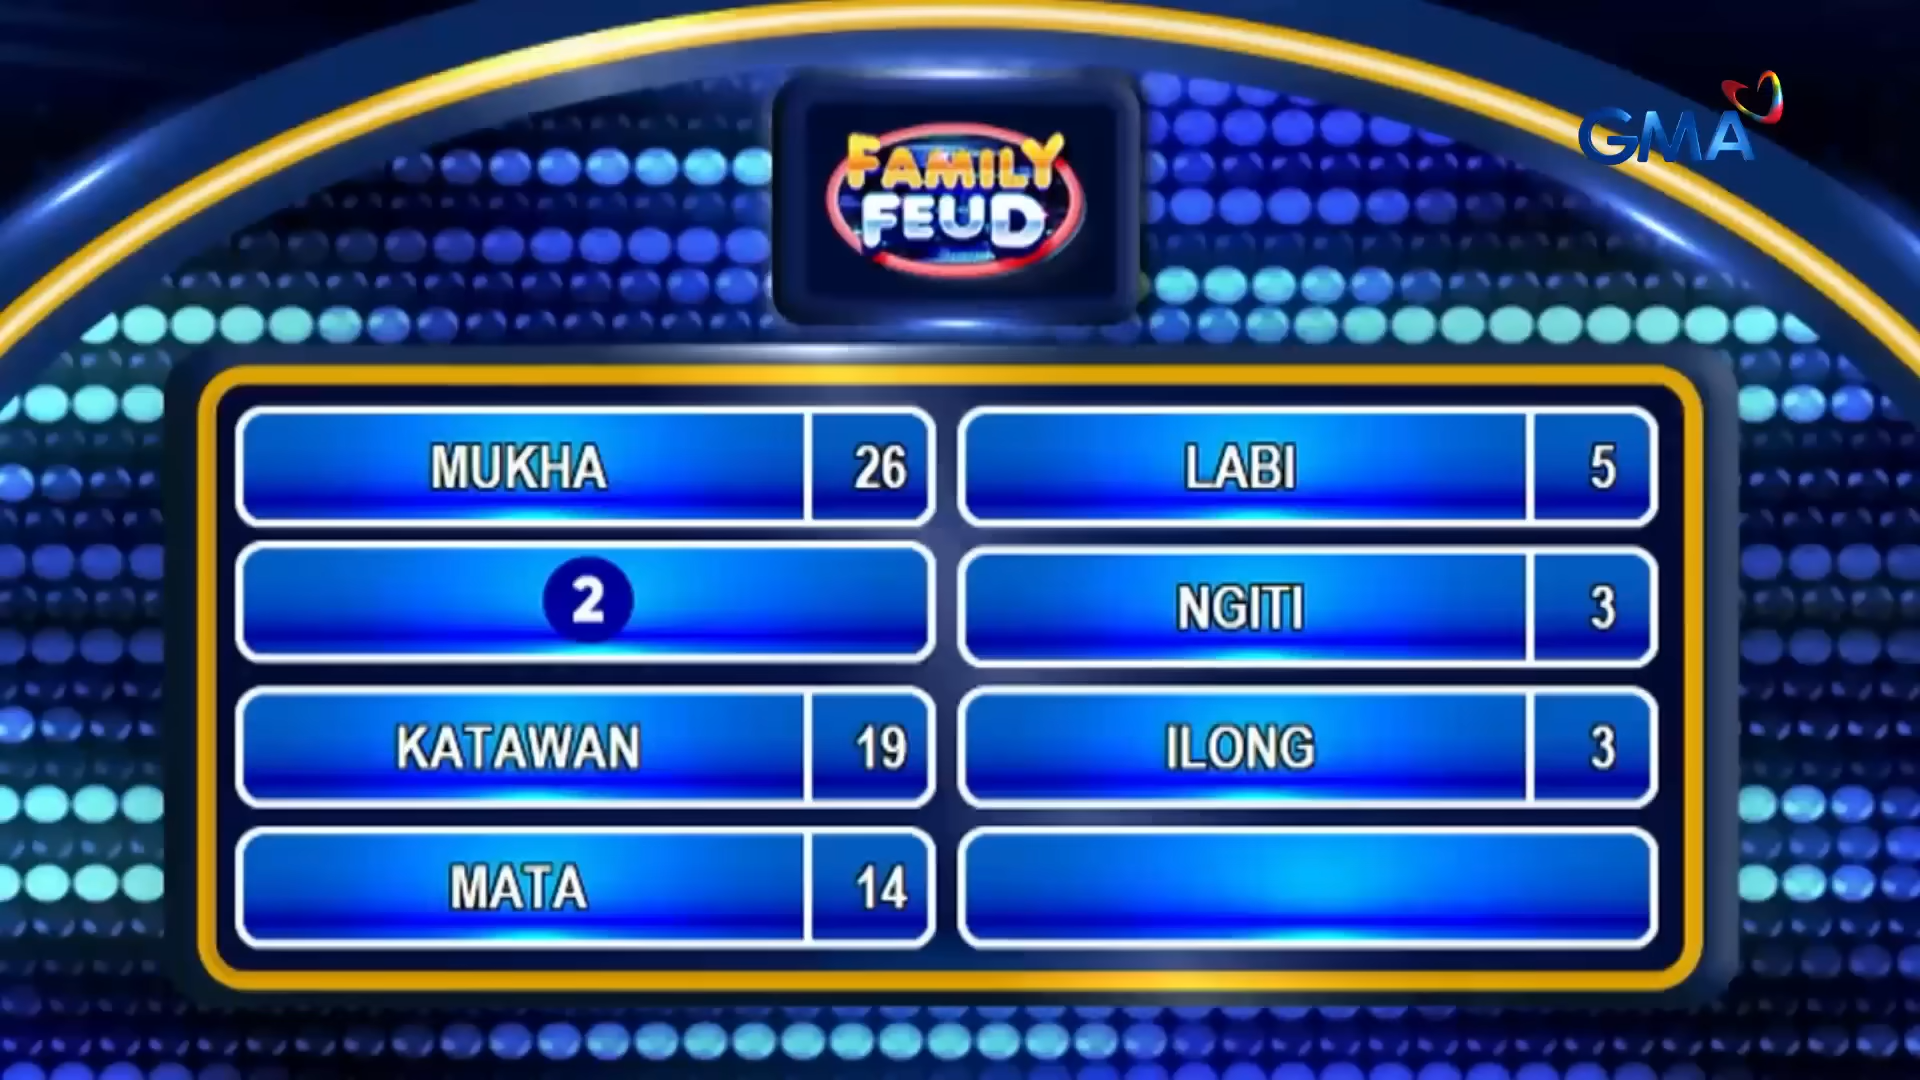 FAMILY
FEUD
GMA
MUKHA 26
2
KATAWAN 19
MATA 14
LABI 5
NGITI 3
ILONG 3